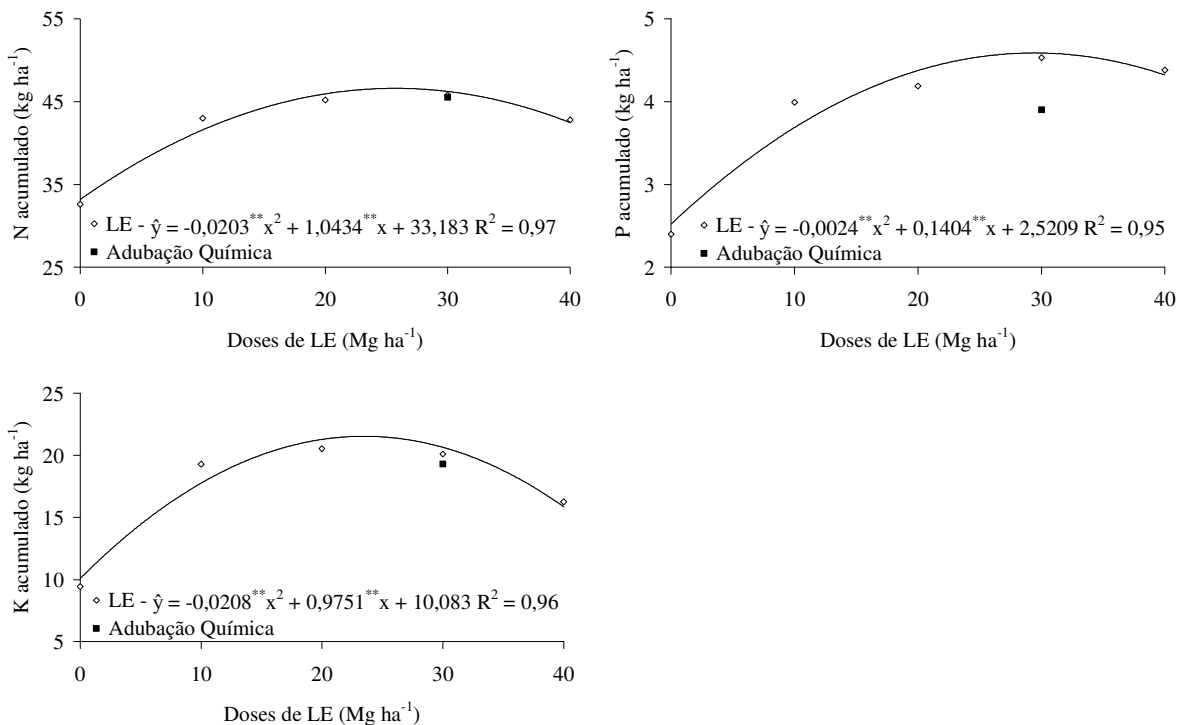 N acumulado (kg ha⁻¹)
55
45
35
25
LE - ŷ = -0,0203**x² + 1,0434**x + 33,183 R² = 0,97
Adubação Química
0 10 20 30 40
Doses de LE (Mg ha⁻¹)
P acumulado (kg ha⁻¹)
5
4
3
2
LE - ŷ = -0,0024**x² + 0,1404**x + 2,5209 R² = 0,95
Adubação Química
0 10 20 30 40
Doses de LE (Mg ha⁻¹)
K acumulado (kg ha⁻¹)
25
20
15
10
5
LE - ŷ = -0,0208**x² + 0,9751**x + 10,083 R² = 0,96
Adubação Química
0 10 20 30 40
Doses de LE (Mg ha⁻¹)